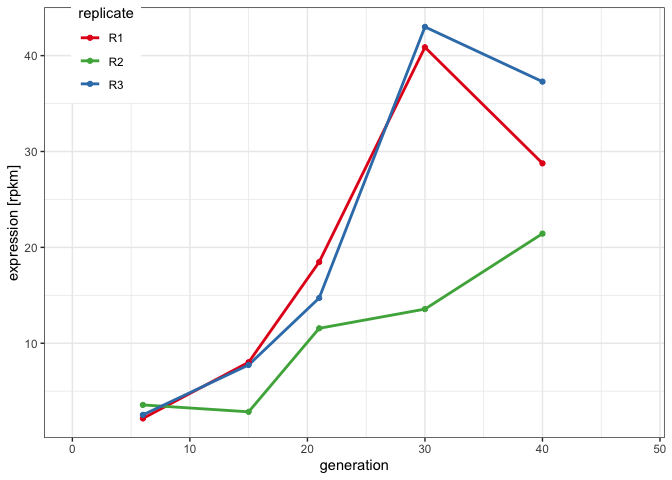 replicate
R1
R2
R3
40
30
20
10
expression [rpkm]
0 10 20 30 40 50
generation